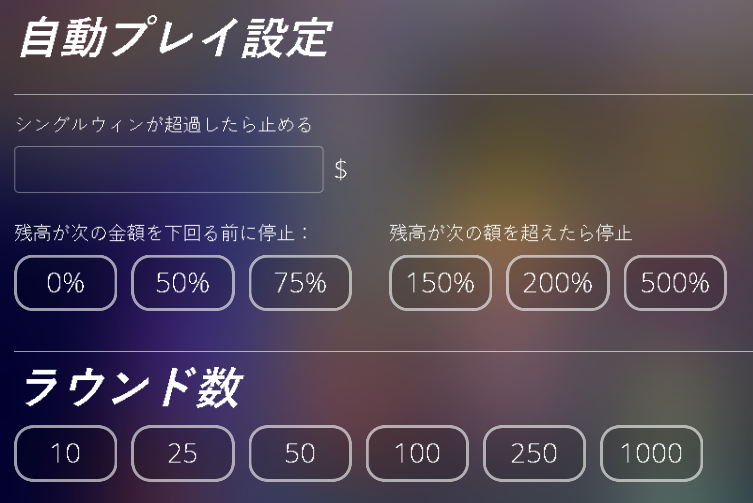 自動プレイ設定
シングルウィンが超過したら止める
$
残高が次の金額を下回る前に停止：
0% 50% 75%
残高が次の額を超えたら停止
150% 200% 500%
ラウンド数
10 25 50 100 250 1000